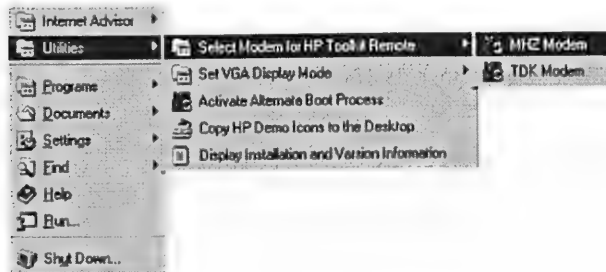 Internet Advisor
Utilities
Programs
Documents
Settings
Find
Help
Run...
Shut Down...
Select Modem for HP Toolkit Remote
Set VGA Display Mode
Activate Alternate Boot Process
Copy HP Demo Icons to the Desktop
Display Installation and Version Information
MHZ Modem
TDK Modem